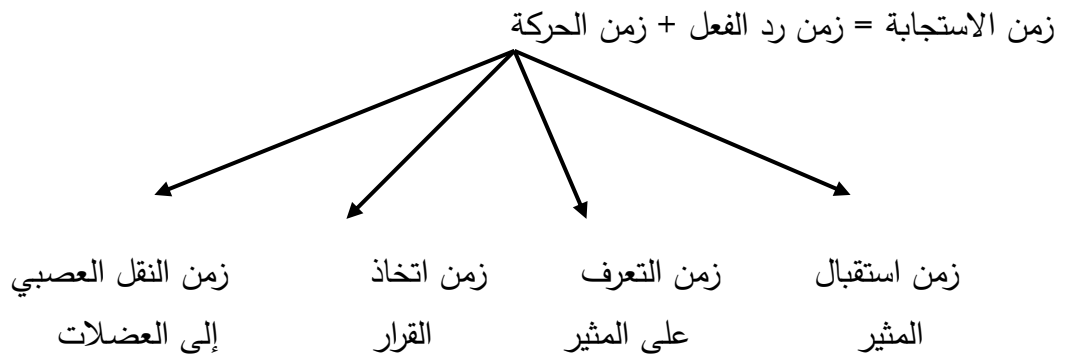 زمن الاستجابة = زمن رد الفعل + زمن الحركة
زمن استقبال
المثير
زمن التعرف
على المثير
زمن اتخاذ
القرار
زمن النقل العصبي
إلى العضلات